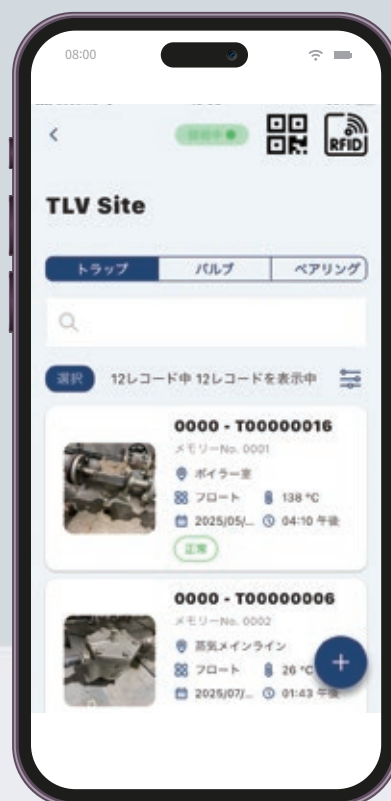 08:00
RFID
TLV Site
トラップ
バルブ
ペアリング
選択
12レコード中 12レコードを表示中
0000 - T00000016
メモリーNo. 0001
ボイラー室
フロート
138 °C
2025/05/...
04:10 午後
正常
0000 - T00000006
メモリーNo. 0002
蒸気メインライン
フロート
26 °C
2025/07/...
01:43 午後